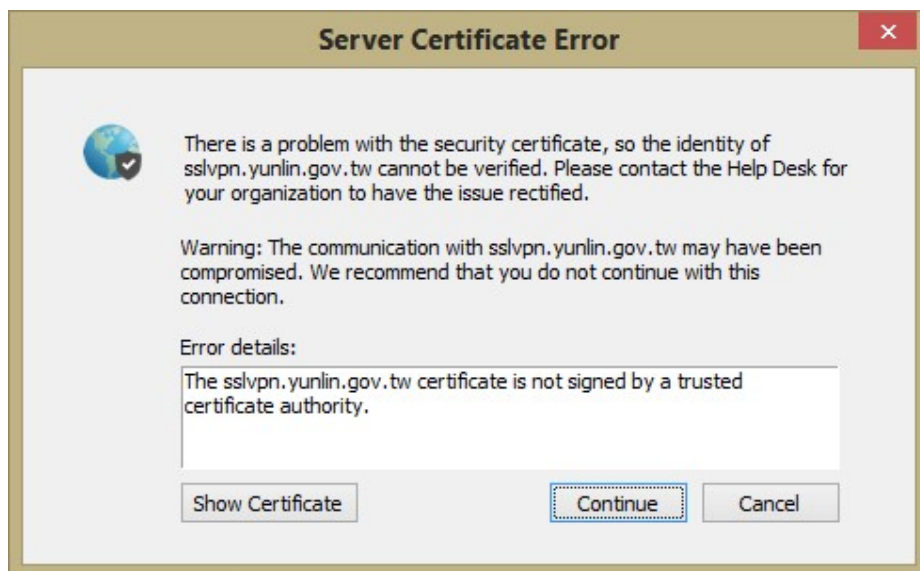 Server Certificate Error
There is a problem with the security certificate, so the identity of
sslvpn.yunlin.gov.tw cannot be verified. Please contact the Help Desk for
your organization to have the issue rectified.
Warning: The communication with sslvpn.yunlin.gov.tw may have been
compromised. We recommend that you do not continue with this
connection.
Error details:
The sslvpn.yunlin.gov.tw certificate is not signed by a trusted
certificate authority.
Show Certificate Continue Cancel